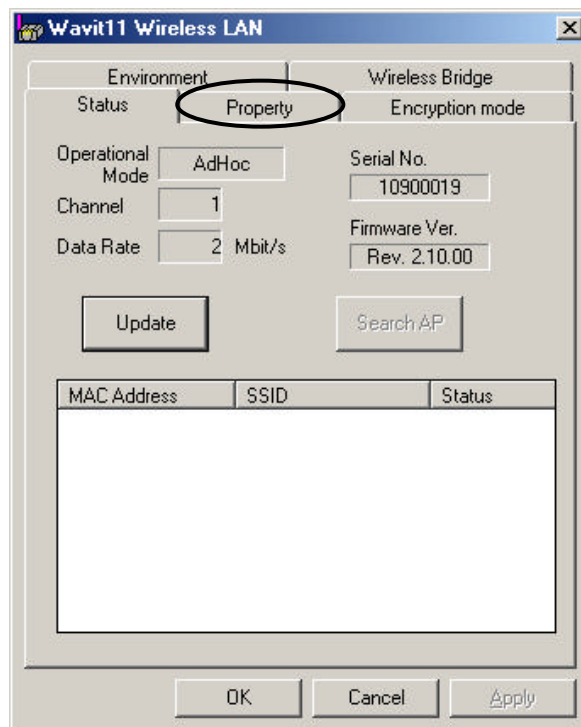 Wavit11 Wireless LAN
Environment Wireless Bridge
Status Property Encryption mode
Operational Mode AdHoc
Serial No.
10900019
Channel 1
Firmware Ver.
Data Rate 2 Mbit/s
Rev. 2.10.00
Update Search AP
MAC Address SSID Status
OK Cancel Apply